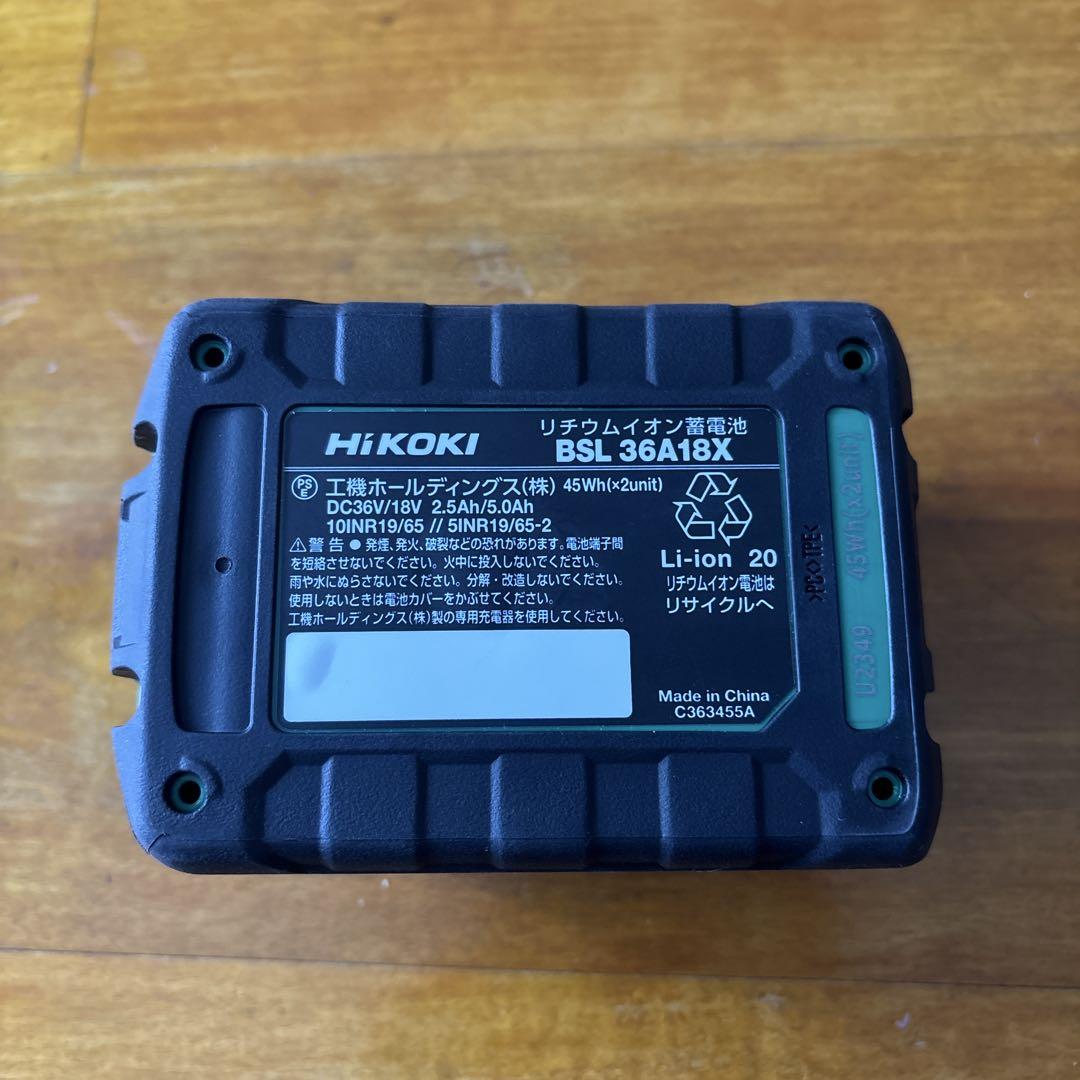 HiKOKI
リチウムイオン蓄電池
BSL 36A18X
PS E 工機ホールディングス(株) 45Wh(×2unit)
DC36V/18V 2.5Ah/5.0Ah
10INR19/65 // 5INR19/65-2
⚠警告 ● 発煙、発火、破裂などの恐れがあります。電池端子間
を短絡させないでください。火中に投入しないでください。
雨や水にぬらさないでください。分解・改造しないでください。
使用しないときは電池カバーをかぶせてください。
工機ホールディングス(株)製の専用充電器を使用してください。
Li-ion 20
リチウムイオン電池は
リサイクルへ
Made in China
C363455A
U2349 45Wh(x2unit)